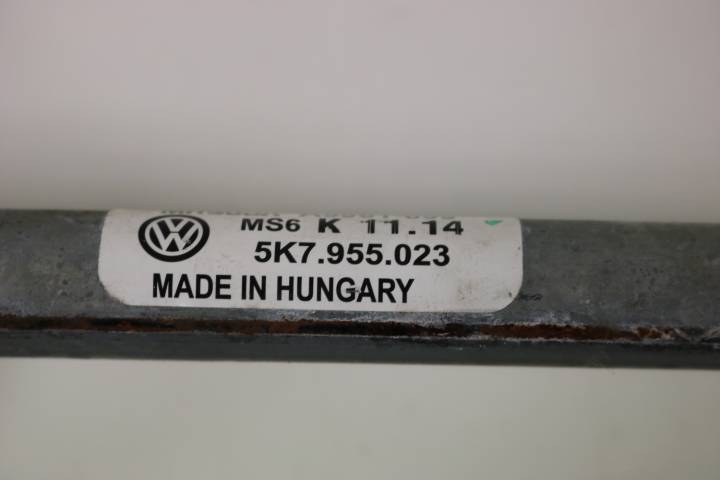 MS6 K 11.14
5K7.955.023
MADE IN HUNGARY